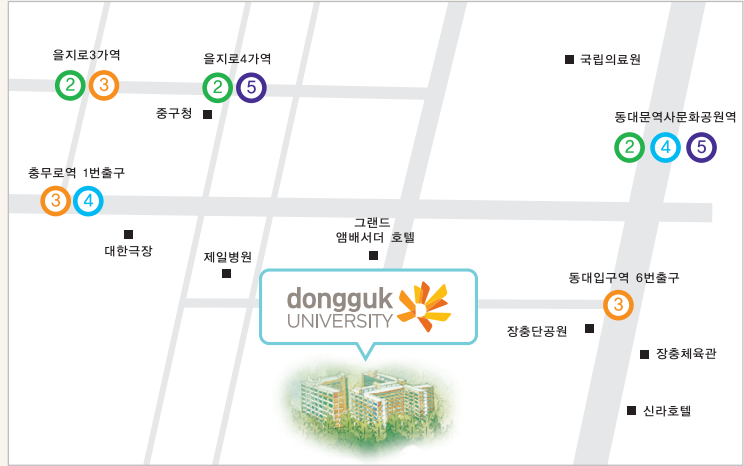 을지로3가역
2 3
을지로4가역
2 5
중구청
국립의료원
동대문역사문화공원역
2 4 5
충무로역 1번출구
3 4
대한극장
제일병원
그랜드
앰배서더 호텔
dongguk
UNIVERSITY
동대입구역 6번출구
3
장충단공원
장충체육관
신라호텔